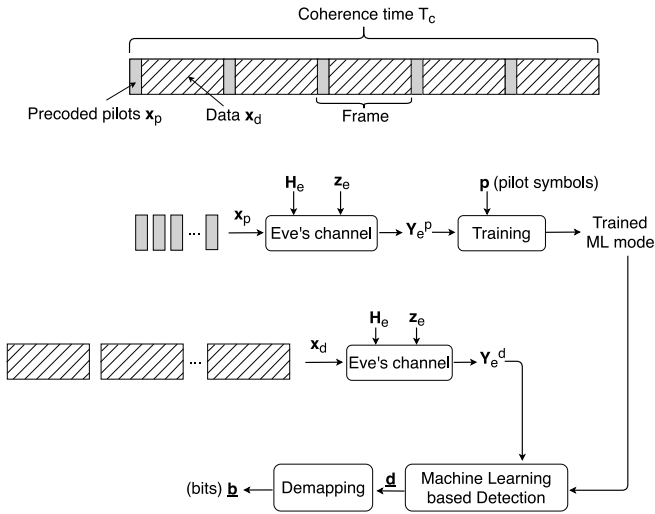 Coherence time T_c
Precoded pilots x_p
Data x_d
Frame
H_e
z_e
p (pilot symbols)
x_p
Eve's channel
Y_e^p
Training
Trained
ML mode
...
H_e
z_e
x_d
...
Eve's channel
Y_e^d
(bits) b
Demapping
d
Machine Learning
based Detection